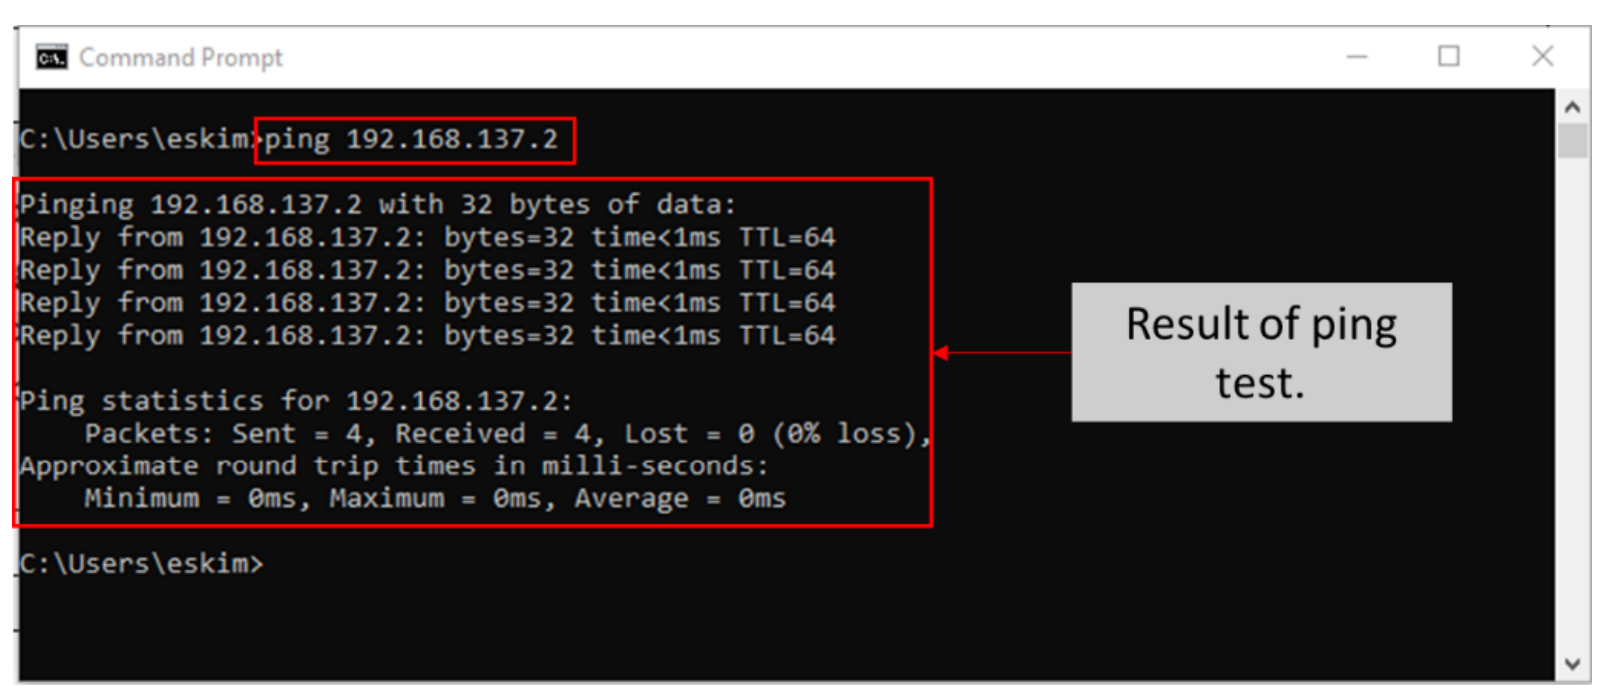 Command Prompt
C:\Users\eskim>ping 192.168.137.2
Pinging 192.168.137.2 with 32 bytes of data:
Reply from 192.168.137.2: bytes=32 time<1ms TTL=64
Reply from 192.168.137.2: bytes=32 time<1ms TTL=64
Reply from 192.168.137.2: bytes=32 time<1ms TTL=64
Reply from 192.168.137.2: bytes=32 time<1ms TTL=64
Ping statistics for 192.168.137.2:
    Packets: Sent = 4, Received = 4, Lost = 0 (0% loss),
Approximate round trip times in milli-seconds:
    Minimum = 0ms, Maximum = 0ms, Average = 0ms
C:\Users\eskim>
Result of ping
test.